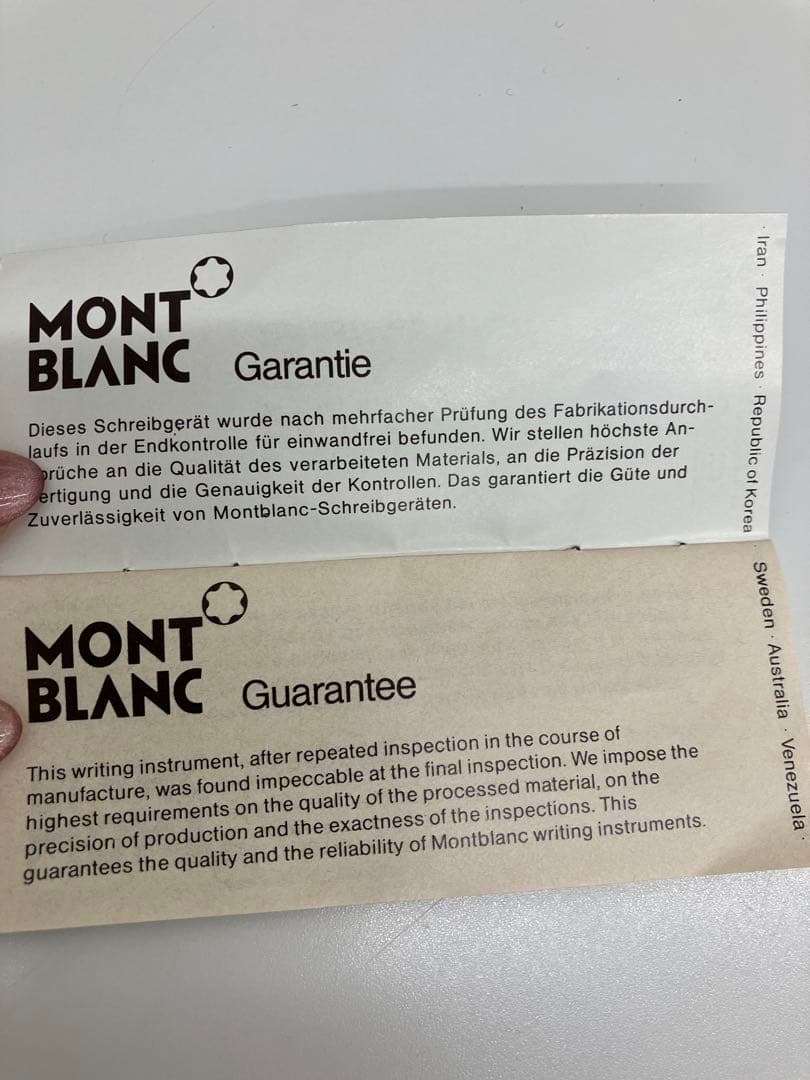 MONT
BLANC Garantie
Dieses Schreibgerät wurde nach mehrfacher Prüfung des Fabrikationsdurch-
laufs in der Endkontrolle für einwandfrei befunden. Wir stellen höchste An-
prüche an die Qualität des verarbeiteten Materials, an die Präzision der
ertigung und die Genauigkeit der Kontrollen. Das garantiert die Güte und
Zuverlässigkeit von Montblanc-Schreibgeräten.
· Iran · Philippines · Republic of Korea
MONT
BLANC Guarantee
This writing instrument, after repeated inspection in the course of
manufacture, was found impeccable at the final inspection. We impose the
highest requirements on the quality of the processed material, on the
precision of production and the exactness of the inspections. This
guarantees the quality and the reliability of Montblanc writing instruments.
Sweden · Australia · Venezuela ·